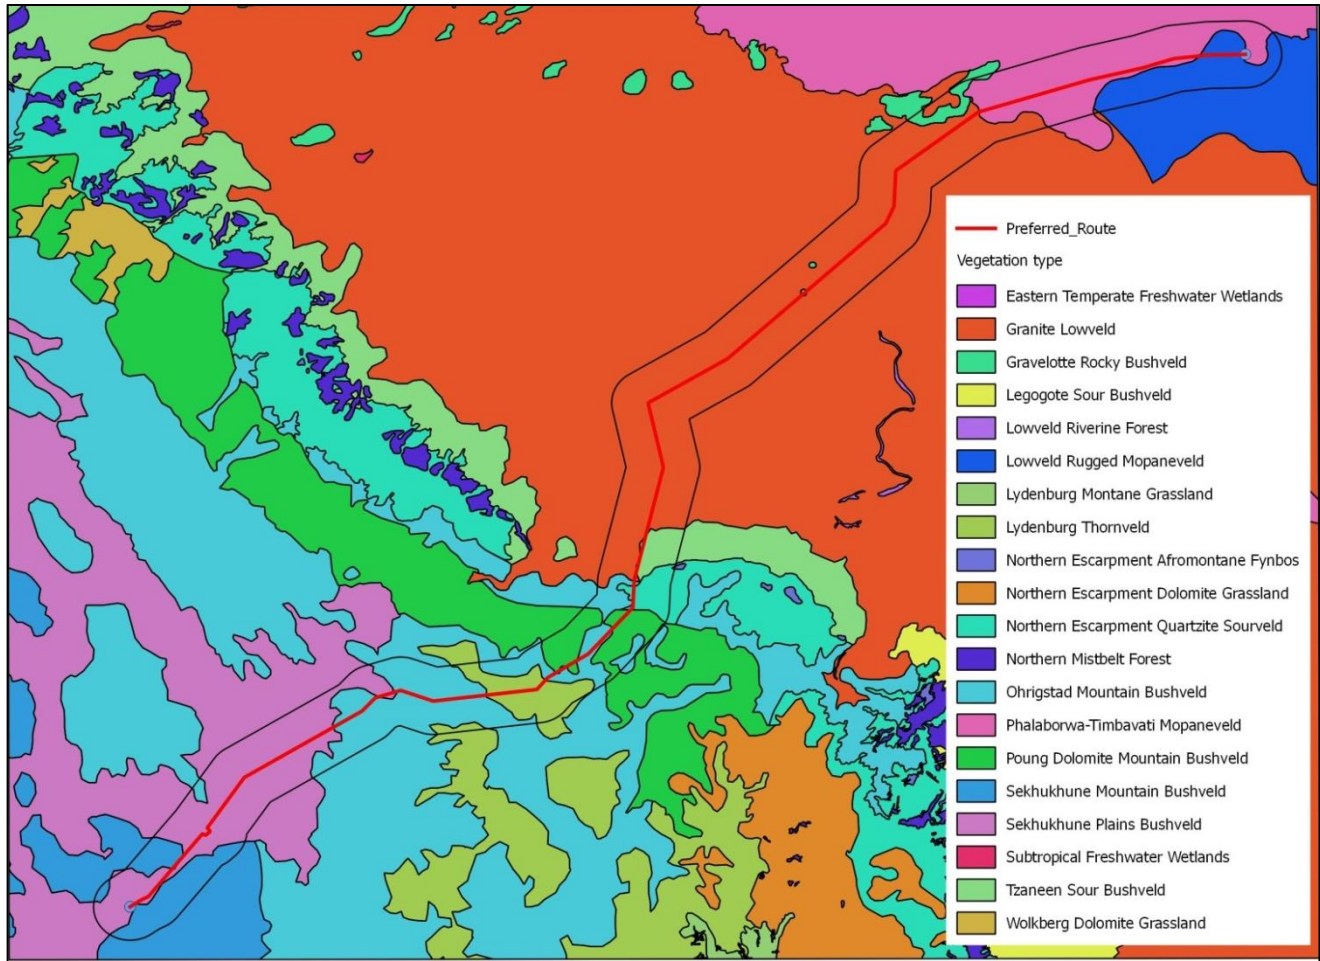 Preferred_Route
Vegetation type
Eastern Temperate Freshwater Wetlands
Granite Lowveld
Gravelotte Rocky Bushveld
Legogote Sour Bushveld
Lowveld Riverine Forest
Lowveld Rugged Mopaneveld
Lydenburg Montane Grassland
Lydenburg Thornveld
Northern Escarpment Afromontane Fynbos
Northern Escarpment Dolomite Grassland
Northern Escarpment Quartzite Sourveld
Northern Mistbelt Forest
Ohrigstad Mountain Bushveld
Phalaborwa-Timbavati Mopaneveld
Poung Dolomite Mountain Bushveld
Sekhukhune Mountain Bushveld
Sekhukhune Plains Bushveld
Subtropical Freshwater Wetlands
Tzaneen Sour Bushveld
Wolkberg Dolomite Grassland